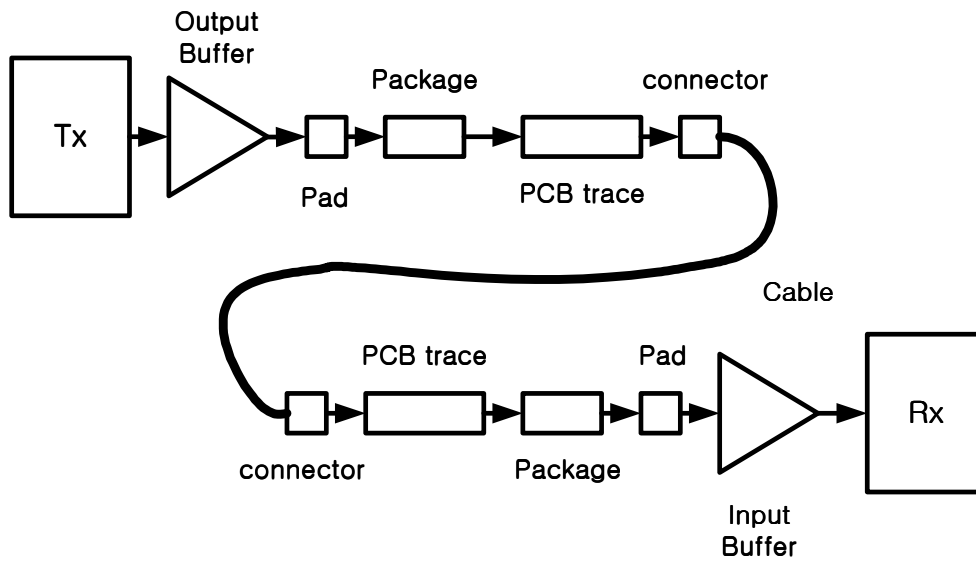 Output
Buffer
Tx
Package
connector
Pad
PCB trace
Cable
PCB trace
Pad
Rx
connector
Package
Input
Buffer